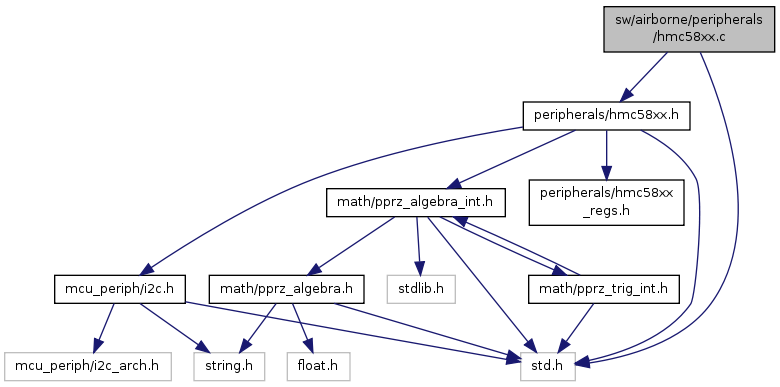 sw/airborne/peripherals
/hmc58xx.c
peripherals/hmc58xx.h
math/pprz_algebra_int.h
peripherals/hmc58xx
_regs.h
mcu_periph/i2c.h
math/pprz_algebra.h
stdlib.h
math/pprz_trig_int.h
mcu_periph/i2c_arch.h
string.h
float.h
std.h